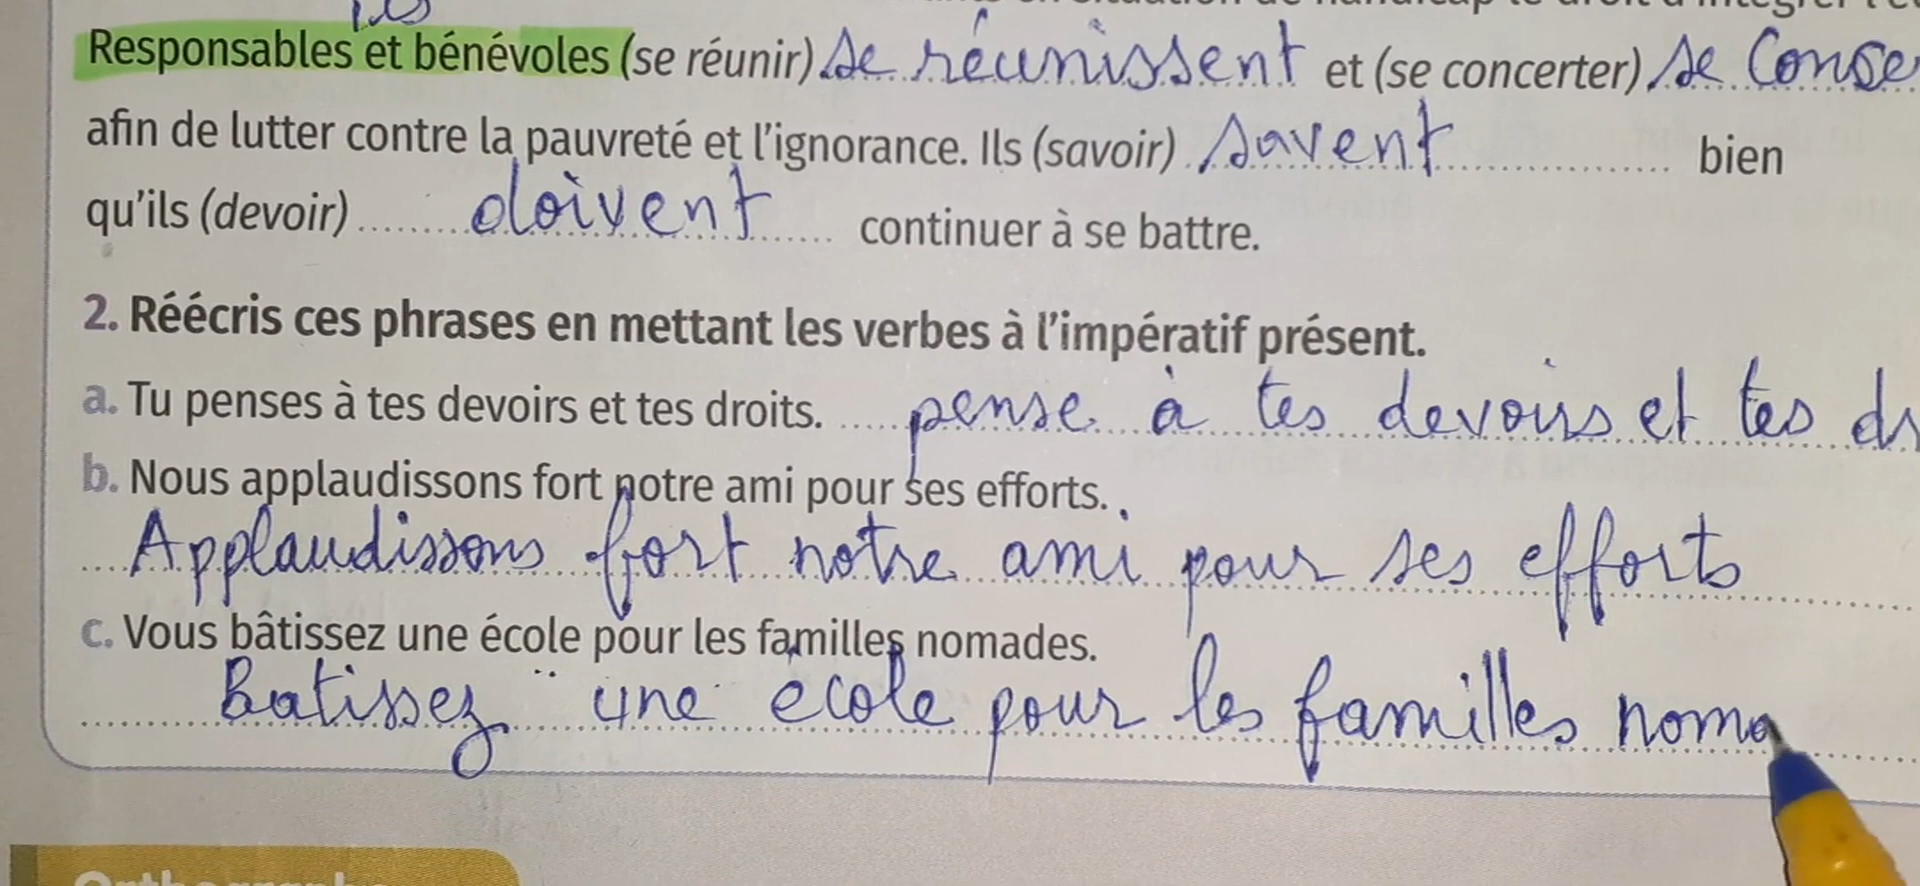 Responsables et bénévoles (se réunir) se réunissent et (se concerter) se Conce
afin de lutter contre la pauvreté et l'ignorance. Ils (savoir) savent bien
qu'ils (devoir) doivent continuer à se battre.
2. Réécris ces phrases en mettant les verbes à l'impératif présent.
a. Tu penses à tes devoirs et tes droits. pense à tes devoirs et tes dr
b. Nous applaudissons fort notre ami pour ses efforts.
Applaudissons fort notre ami pour ses efforts
c. Vous bâtissez une école pour les familles nomades.
Batissez une école pour les familles noma